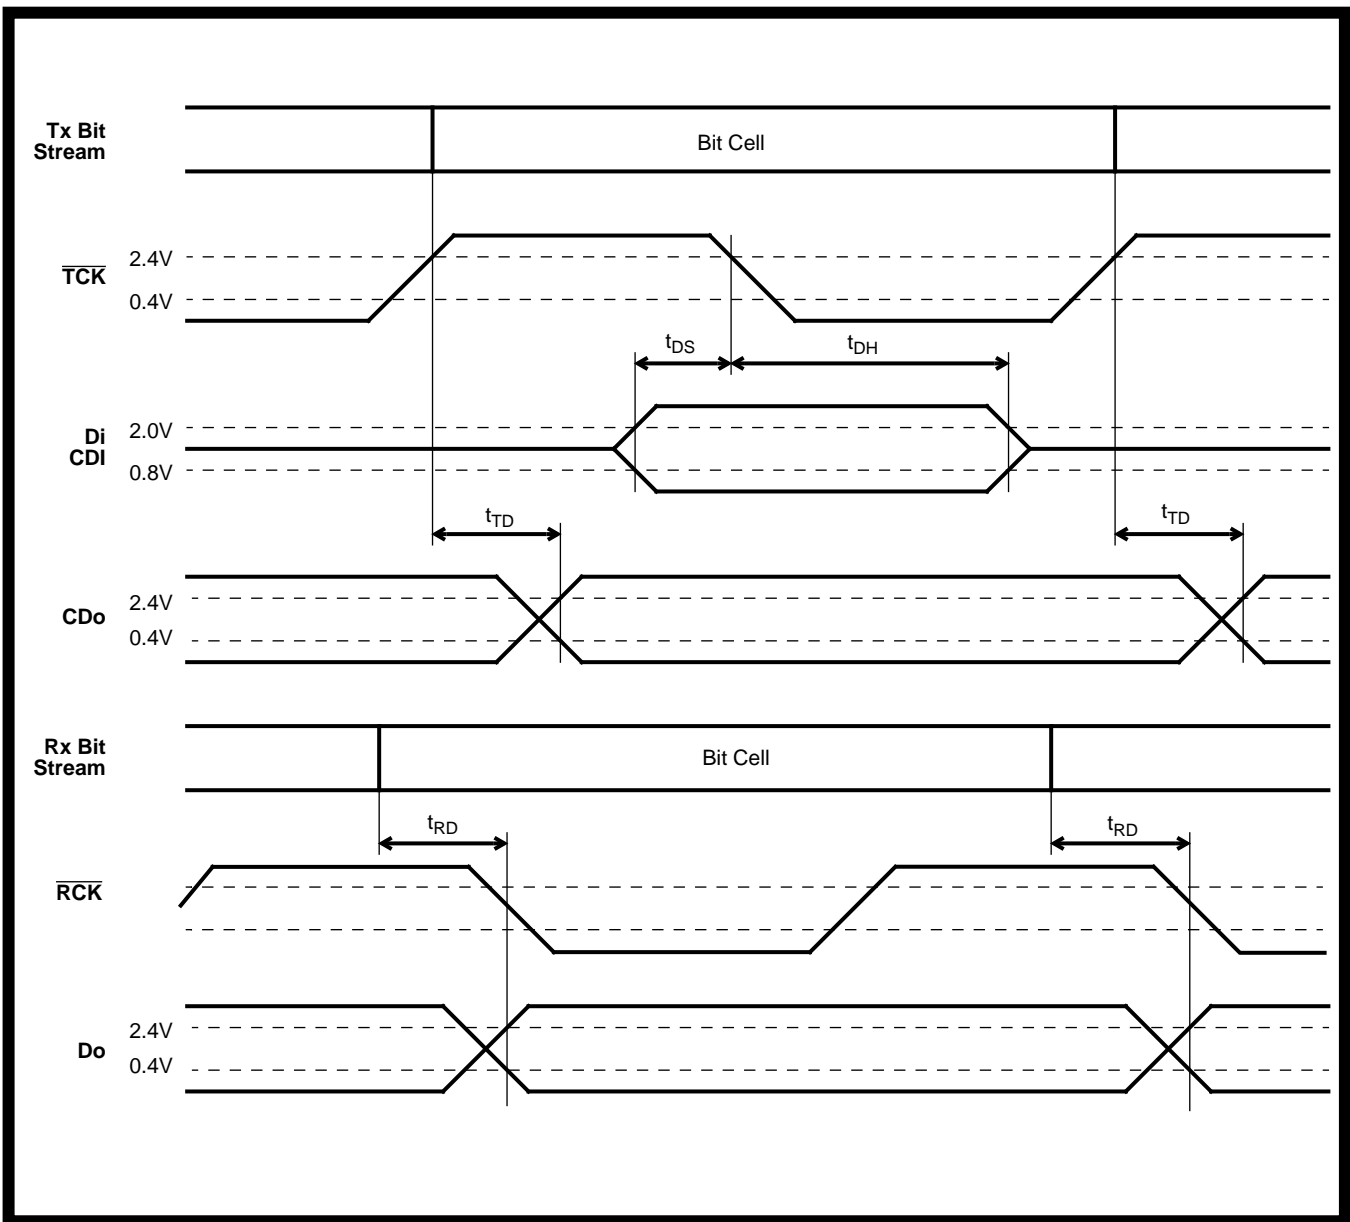 Tx Bit
Stream
Bit Cell
TCK
2.4V
0.4V
tDS
tDH
Di
CDI
2.0V
0.8V
tTD
tTD
CDo
2.4V
0.4V
Rx Bit
Stream
Bit Cell
tRD
tRD
RCK
Do
2.4V
0.4V